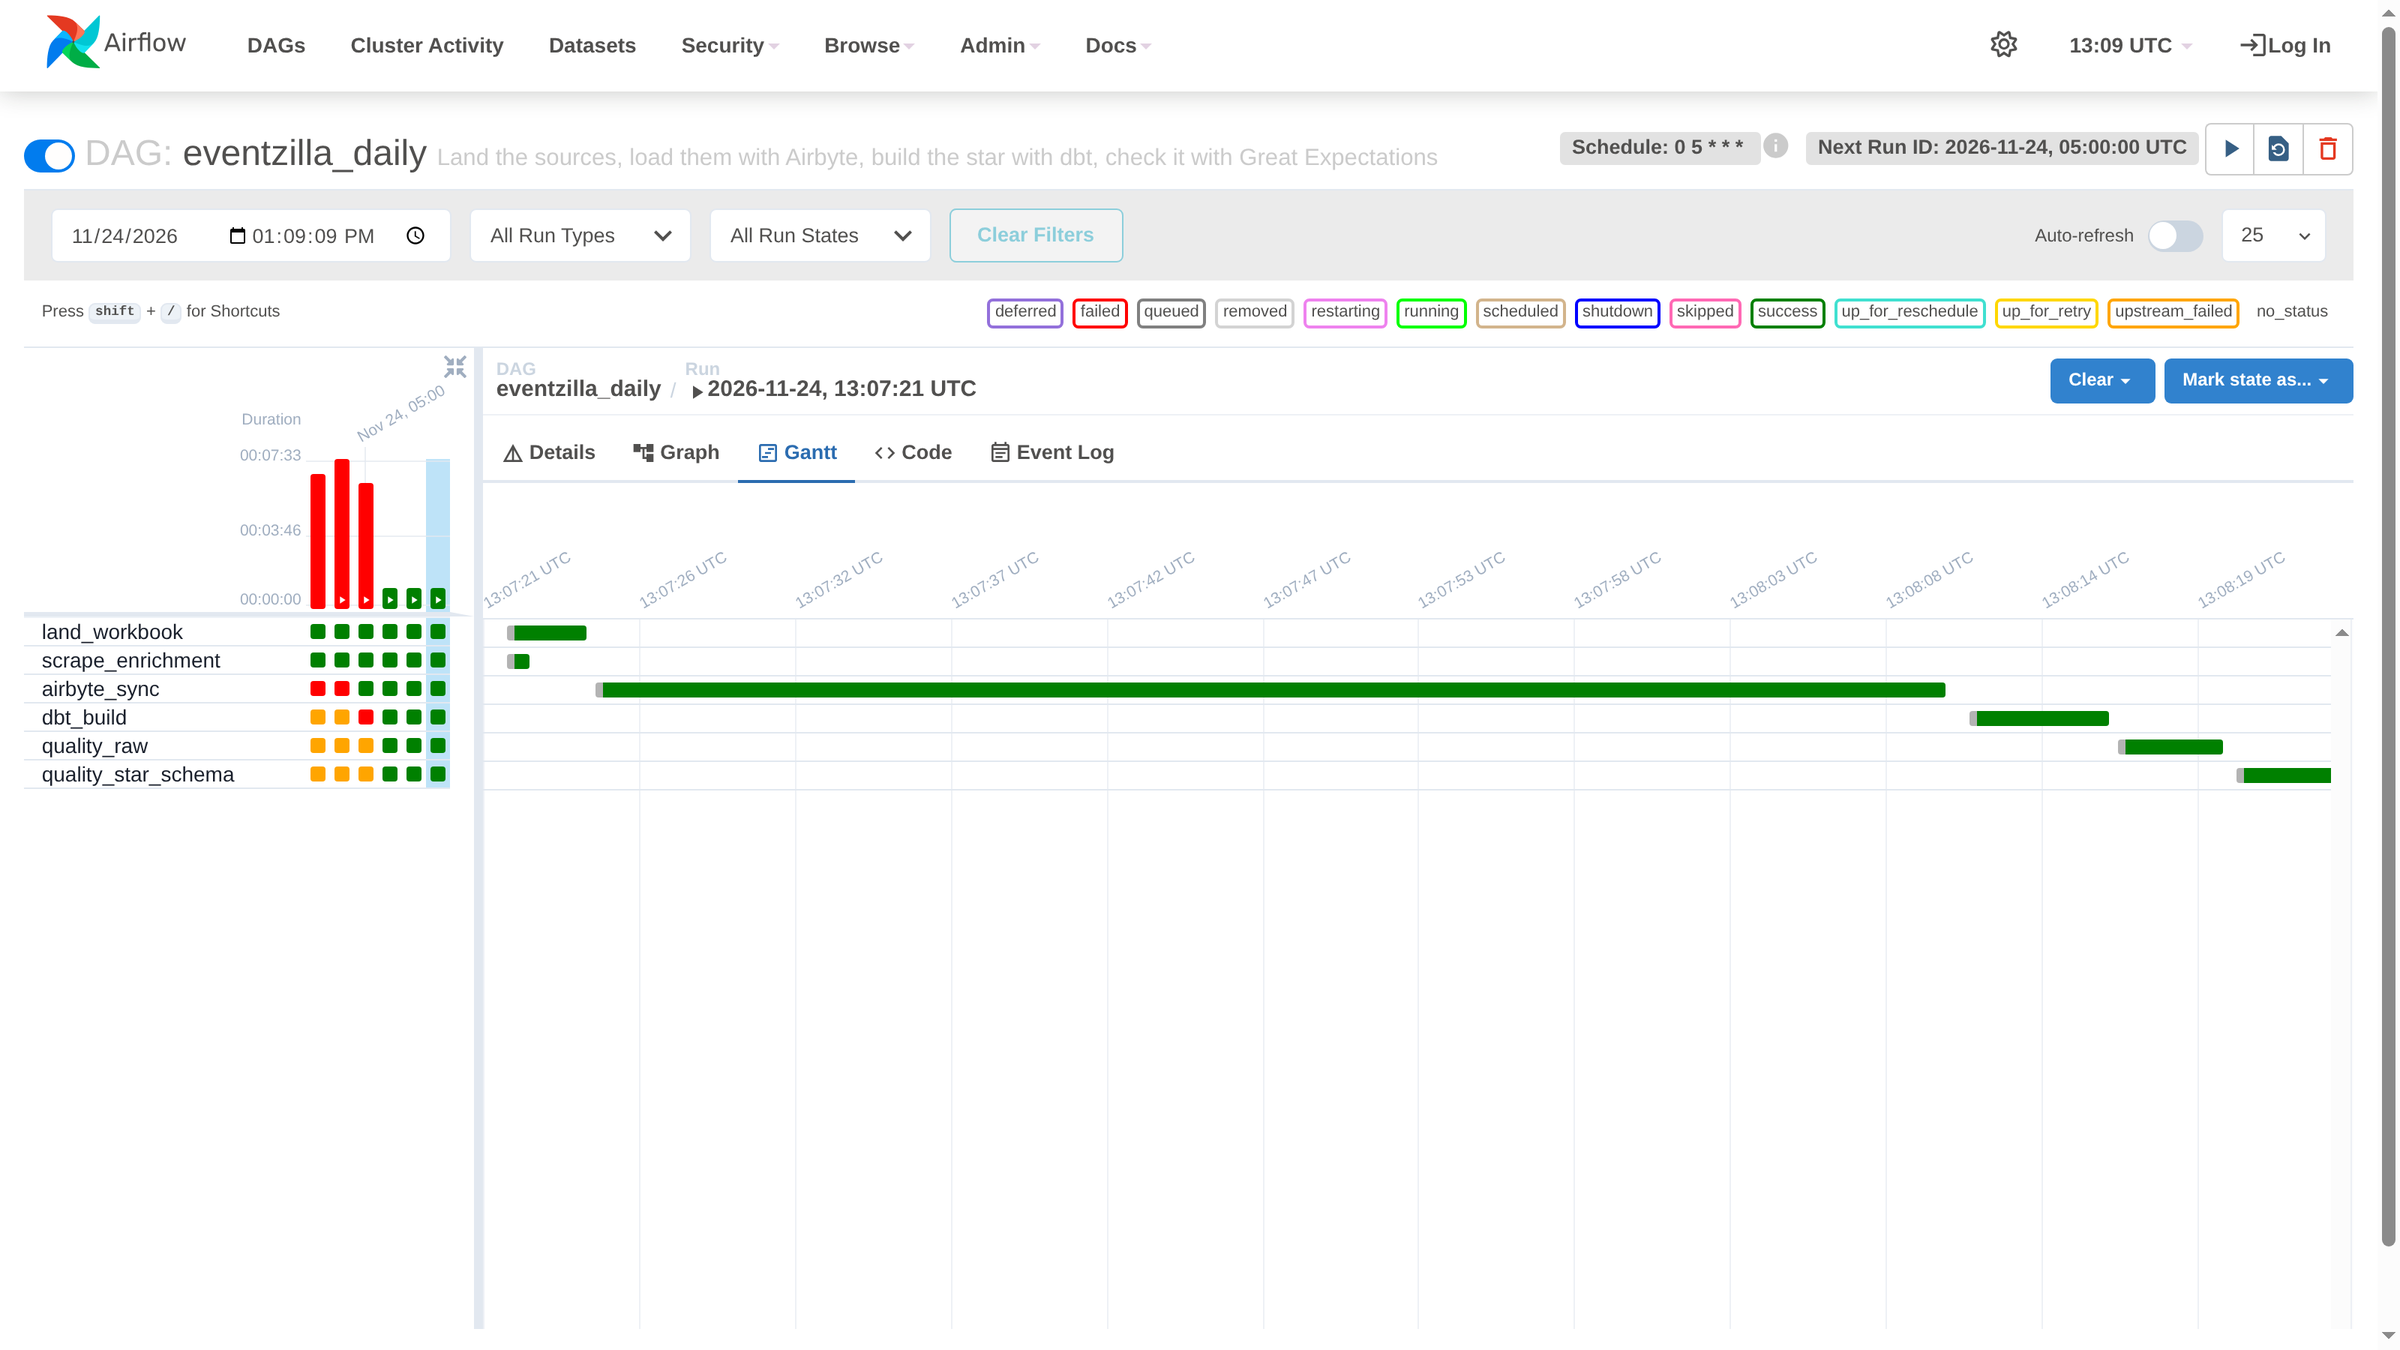 Airflow DAGs Cluster Activity Datasets Security Browse Admin Docs 13:09 UTC Log In
DAG: eventzilla_daily Land the sources, load them with Airbyte, build the star with dbt, check it with Great Expectations Schedule: 0 5 * * * Next Run ID: 2026-11-24, 05:00:00 UTC
11/24/2026 01:09:09 PM All Run Types All Run States Clear Filters Auto-refresh 25
Press shift + / for Shortcuts deferred failed queued removed restarting running scheduled shutdown skipped success up_for_reschedule up_for_retry upstream_failed no_status
DAG Run
eventzilla_daily / 2026-11-24, 13:07:21 UTC Clear Mark state as...
Nov 24, 05:00
Duration
00:07:33
00:03:46
00:00:00
Details Graph Gantt Code Event Log
13:07:21 UTC 13:07:26 UTC 13:07:32 UTC 13:07:37 UTC 13:07:42 UTC 13:07:47 UTC 13:07:53 UTC 13:07:58 UTC 13:08:03 UTC 13:08:08 UTC 13:08:14 UTC 13:08:19 UTC
land_workbook
scrape_enrichment
airbyte_sync
dbt_build
quality_raw
quality_star_schema